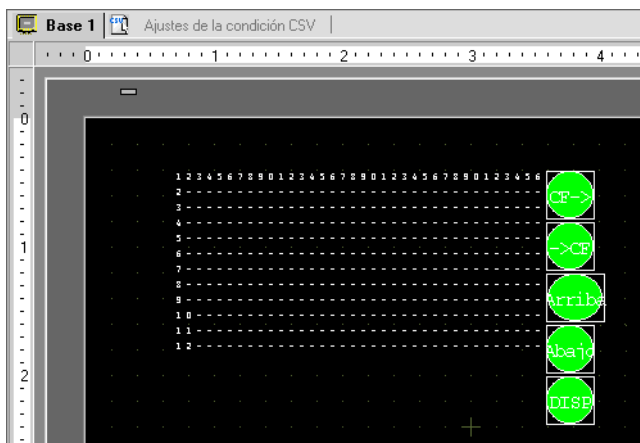 Base 1 Ajustes de la condición CSV
0 1 2 3 4
0
1
2
1 2 3 4 5 6 7 8 9 0 1 2 3 4 5 6 7 8 9 0 1 2 3 4 5 6 7 8 9 0 1 2 3 4 5 6
2 - - - - - - - - - - - - - - - - - - - - - - - - - - - - - - - - - - -
3 - - - - - - - - - - - - - - - - - - - - - - - - - - - - - - - - - - -
4 - - - - - - - - - - - - - - - - - - - - - - - - - - - - - - - - - - -
5 - - - - - - - - - - - - - - - - - - - - - - - - - - - - - - - - - - -
6 - - - - - - - - - - - - - - - - - - - - - - - - - - - - - - - - - - -
7 - - - - - - - - - - - - - - - - - - - - - - - - - - - - - - - - - - -
8 - - - - - - - - - - - - - - - - - - - - - - - - - - - - - - - - - - -
9 - - - - - - - - - - - - - - - - - - - - - - - - - - - - - - - - - - -
1 0 - - - - - - - - - - - - - - - - - - - - - - - - - - - - - - - - - -
1 1 - - - - - - - - - - - - - - - - - - - - - - - - - - - - - - - - - -
1 2 - - - - - - - - - - - - - - - - - - - - - - - - - - - - - - - - - -
CF->
->CF
Arriba
Abajo
DISP